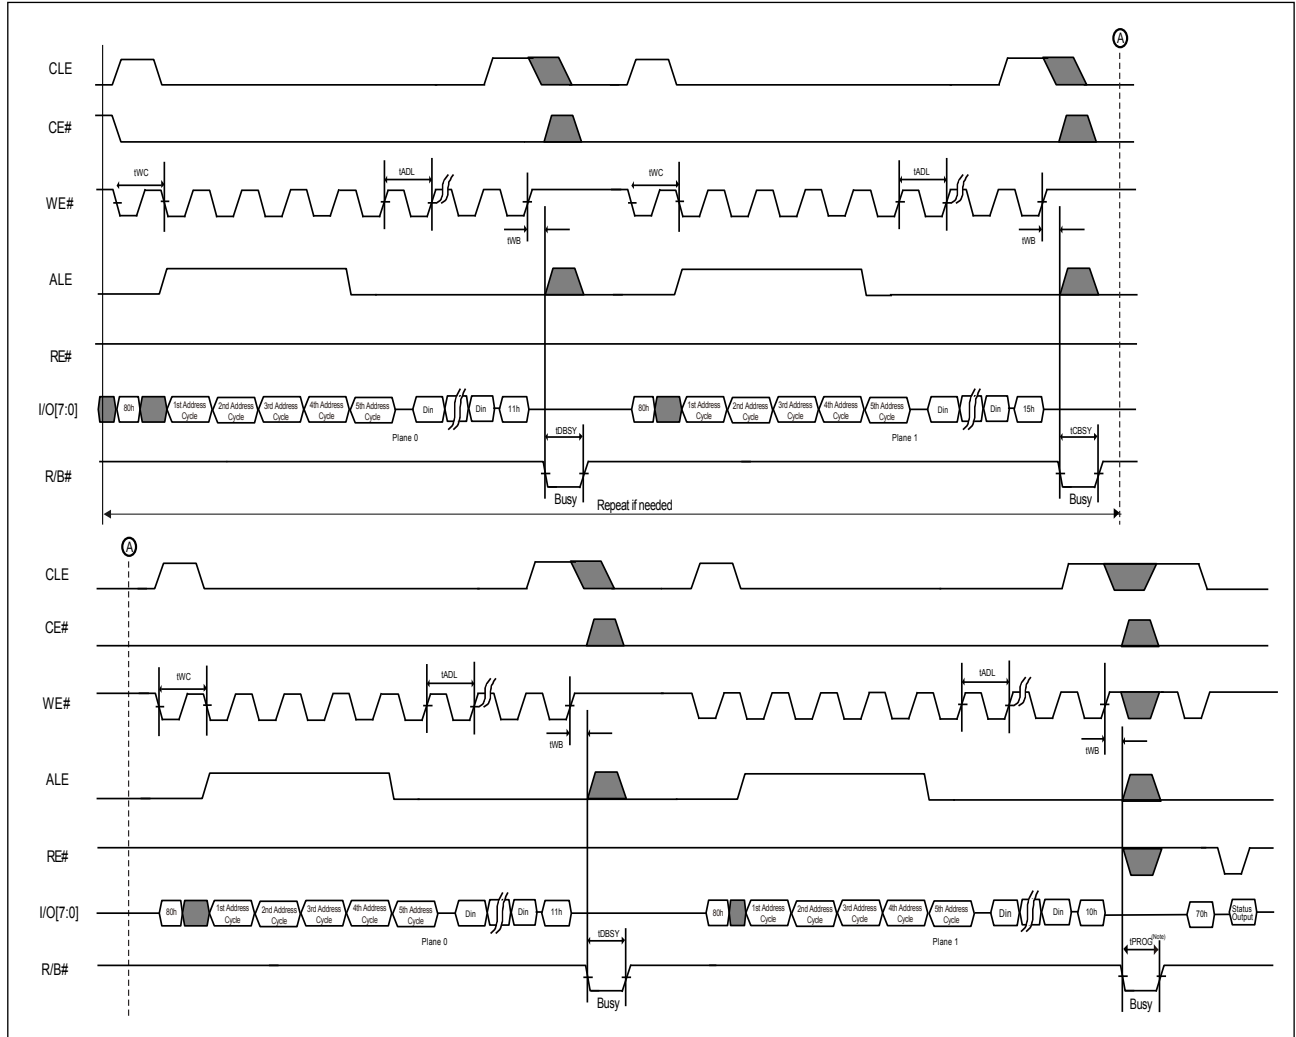 A
CLE
CE#
tWC
tADL
tWC
tADL
WE#
tWB
tWB
ALE
RE#
I/O[7:0]
80h
1st Address Cycle
2nd Address Cycle
3rd Address Cycle
4th Address Cycle
5th Address Cycle
Din
Din
11h
80h
1st Address Cycle
2nd Address Cycle
3rd Address Cycle
4th Address Cycle
5th Address Cycle
Din
Din
15h
Plane 0
tDBSY
Plane 1
tCBSY
R/B#
Busy
Busy
Repeat if needed
A
CLE
CE#
tWC
tADL
tADL
WE#
tWB
tWB
ALE
RE#
I/O[7:0]
80h
1st Address Cycle
2nd Address Cycle
3rd Address Cycle
4th Address Cycle
5th Address Cycle
Din
Din
11h
80h
1st Address Cycle
2nd Address Cycle
3rd Address Cycle
4th Address Cycle
5th Address Cycle
Din
Din
10h
70h
Status Output
Plane 0
tDBSY
Plane 1
tPROG(Note)
R/B#
Busy
Busy